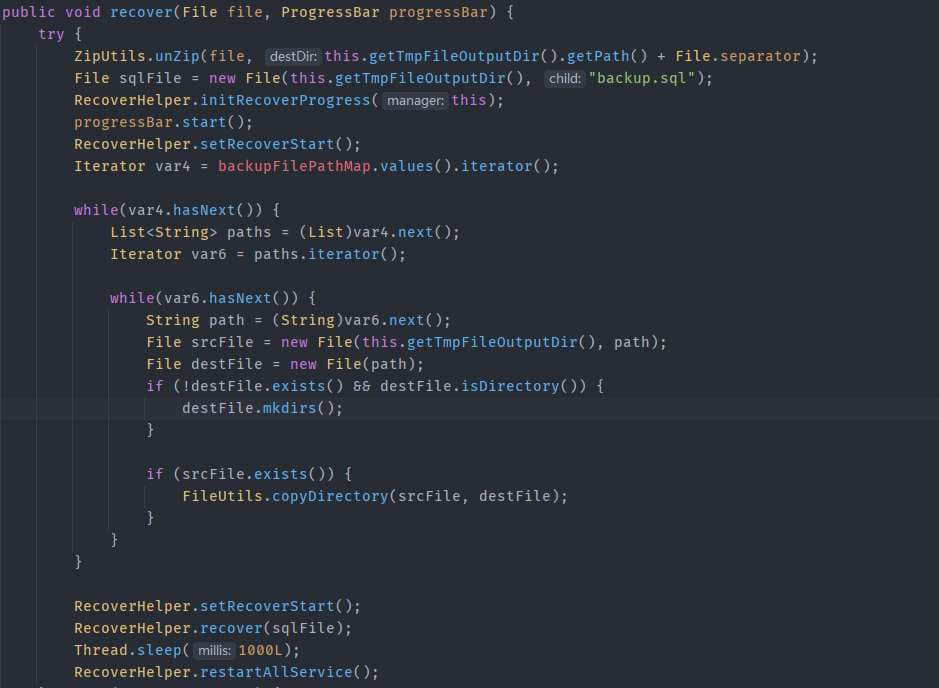 public void recover(File file, ProgressBar progressBar) {
try {
ZipUtils.unZip(file, destDir: this.getTmpFileOutputDir().getPath() + File.separator);
File sqlFile = new File(this.getTmpFileOutputDir(), child: "backup.sql");
RecoverHelper.initRecoverProgress( manager: this);
progressBar.start();
RecoverHelper.setRecoverStart();
Iterator var4 = backupFilePathMap.values().iterator();
while(var4.hasNext()) {
List<String> paths = (List)var4.next();
Iterator var6 = paths.iterator();
while(var6.hasNext()) {
String path = (String)var6.next();
File srcFile = new File(this.getTmpFileOutputDir(), path);
File destFile = new File(path);
if (!destFile.exists() && destFile.isDirectory()) {
destFile.mkdirs();
}
if (srcFile.exists()) {
FileUtils.copyDirectory(srcFile, destFile);
}
}
}
RecoverHelper.setRecoverStart();
RecoverHelper.recover(sqlFile);
Thread.sleep( millis: 1000L);
RecoverHelper.restartAllService();